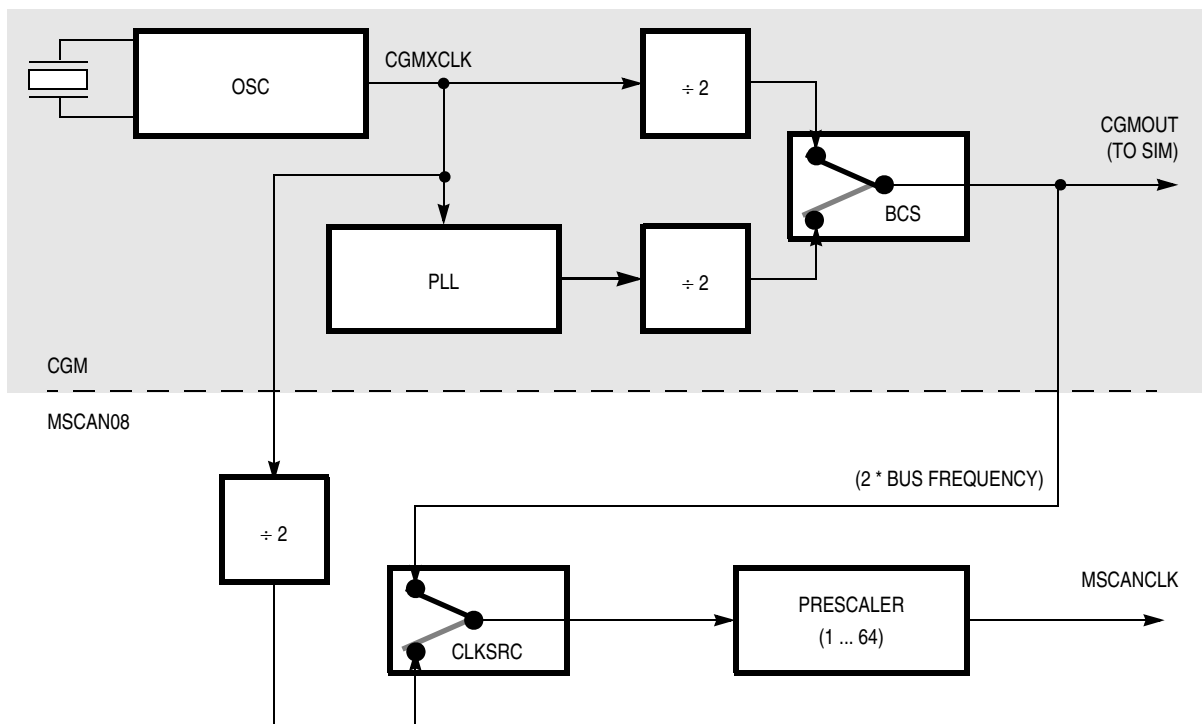 CGMXCLK
OSC
÷ 2
CGMOUT
(TO SIM)
BCS
PLL
÷ 2
CGM
MSCAN08
(2 * BUS FREQUENCY)
÷ 2
MSCANCLK
PRESCALER
(1 ... 64)
CLKSRC